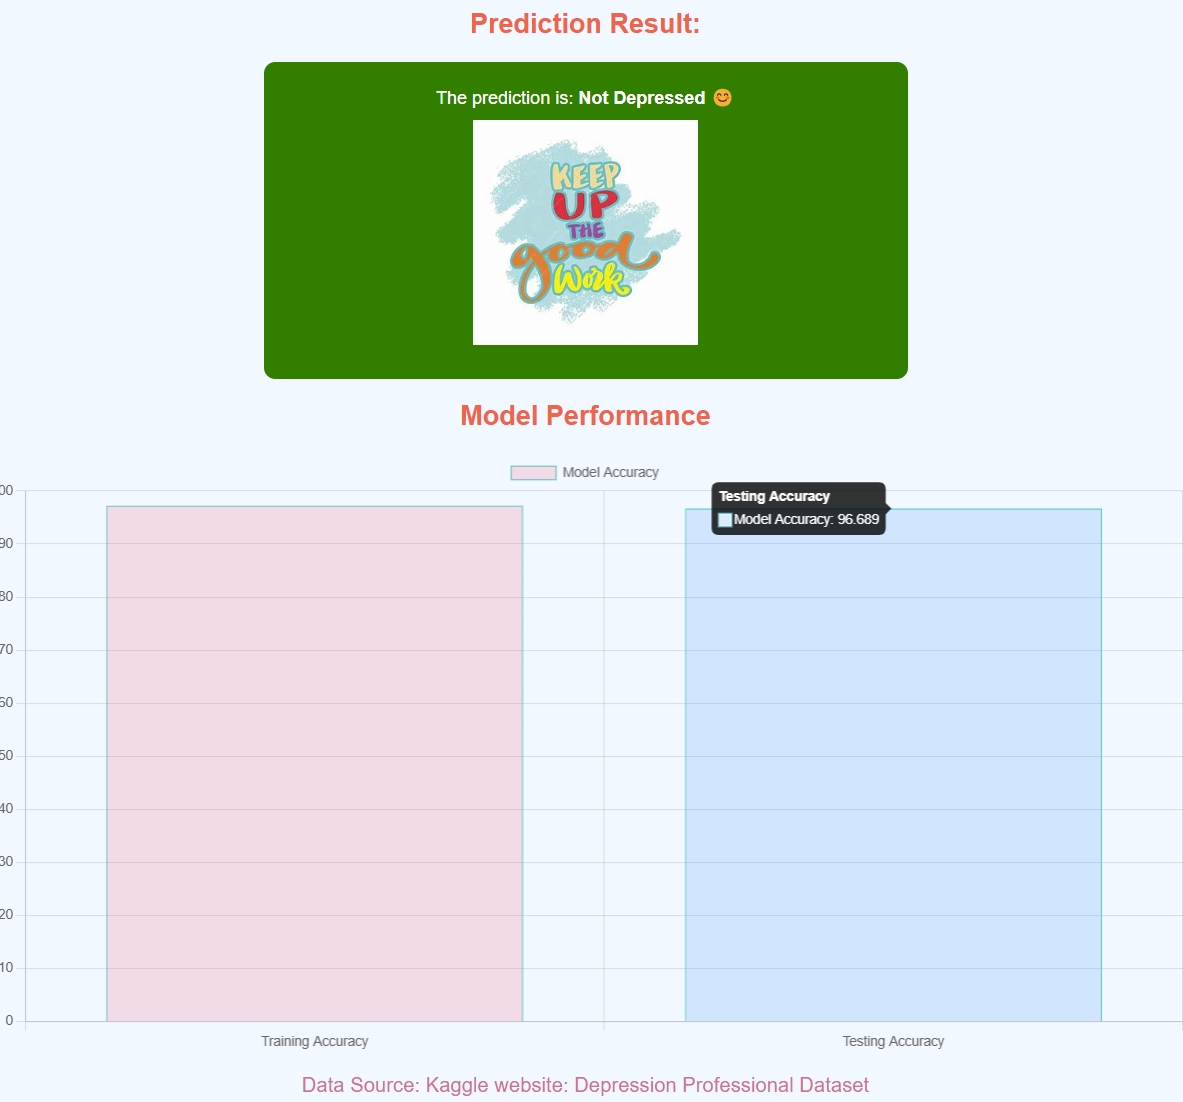 Prediction Result:
The prediction is: Not Depressed 😊
KEEP
UP
THE
good
Work
Model Performance
Model Accuracy
Testing Accuracy
Model Accuracy: 96.689
00
90
80
70
60
50
40
30
20
10
0
Training Accuracy Testing Accuracy
Data Source: Kaggle website: Depression Professional Dataset